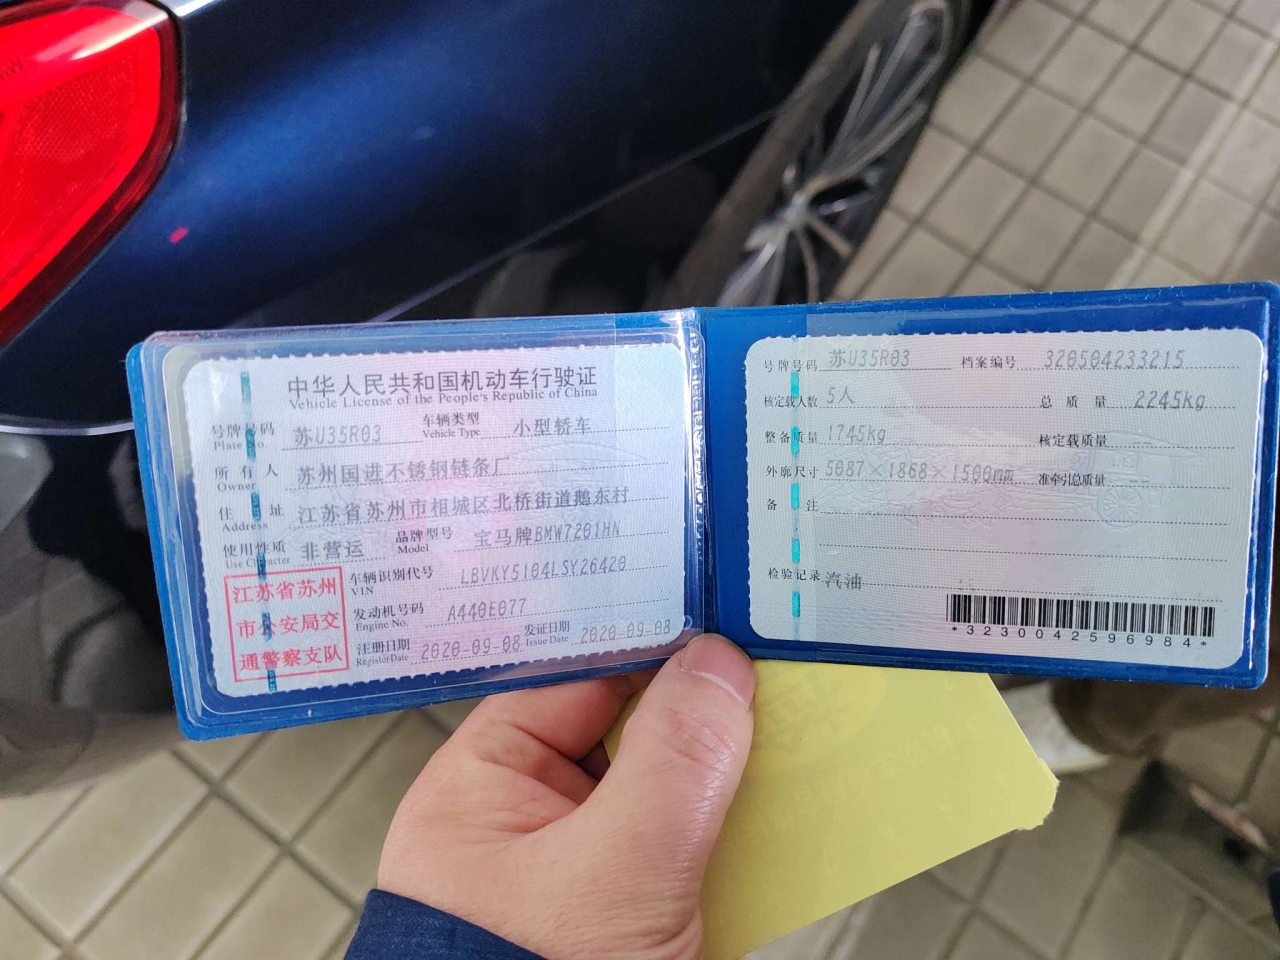 中华人民共和国机动车行驶证
Vehicle License of the People's Republic of China
号牌号码 苏U35R03 车辆类型 小型轿车
Plate No. Vehicle Type
所有人 苏州国进不锈钢链条厂
Owner
住址 江苏省苏州市相城区北桥街道鹅东村
Address
使用性质 非营运 品牌型号 宝马牌BMW7201HN
Use Character Model
江苏省苏州
市公安局交
通警察支队
车辆识别代号 LBVKY5104LSY26420
VIN
发动机号码 A440E077
Engine No.
注册日期 2020-09-08 发证日期 2020-09-08
Register Date Issue Date
号牌号码 苏U35R03 档案编号 320504233215
核定载人数 5人 总质量 2245kg
整备质量 1745kg 核定载质量
外廓尺寸 5087×1868×1500mm 准牵引总质量
备注
检验记录 汽油
*3230042596984*